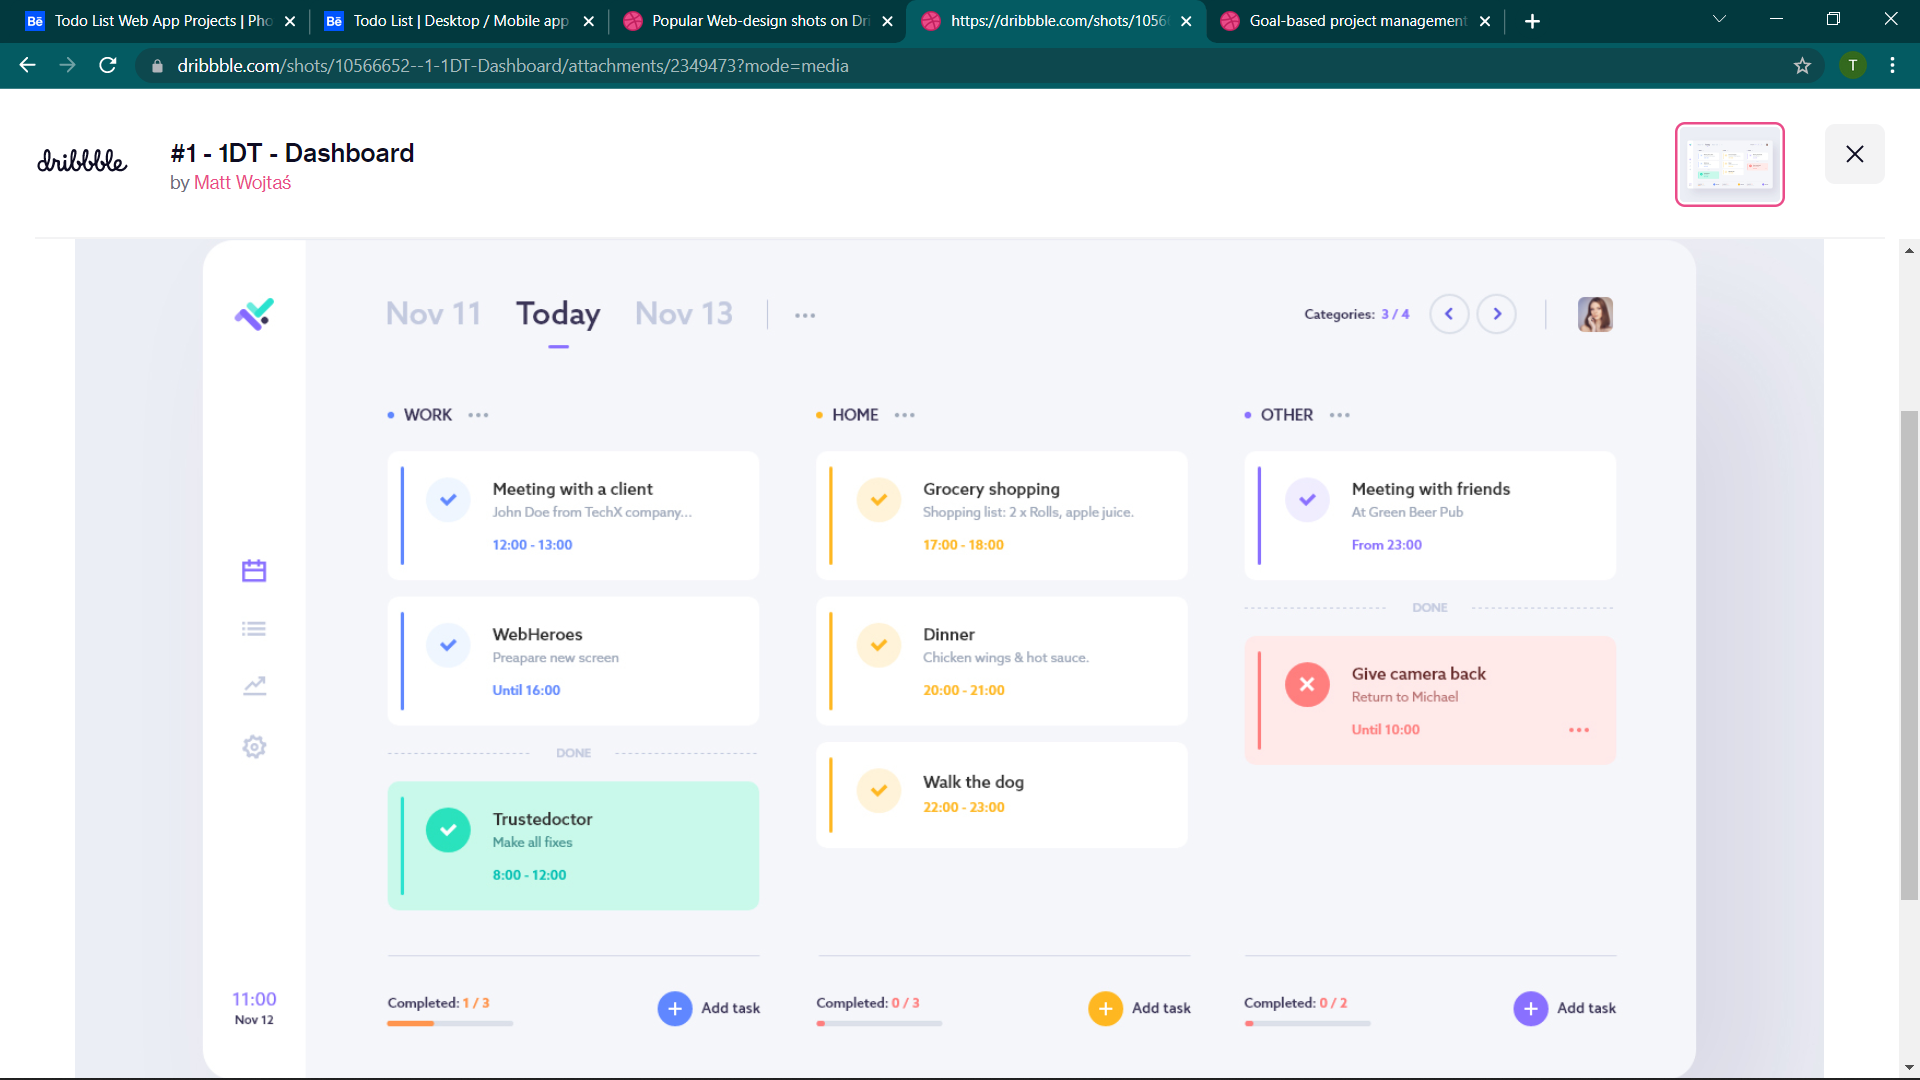 Todo List Web App Projects | Pho
Todo List | Desktop / Mobile app
Popular Web-design shots on Dri
https://dribbble.com/shots/1056
Goal-based project management
dribbble.com/shots/10566652--1-1DT-Dashboard/attachments/2349473?mode=media
T
dribbble
#1 - 1DT - Dashboard
by Matt Wojtaś
Nov 11
Today
Nov 13
Categories: 3 / 4
WORK
HOME
OTHER
Meeting with a client
John Doe from TechX company...
12:00 - 13:00
Grocery shopping
Shopping list: 2 x Rolls, apple juice.
17:00 - 18:00
Meeting with friends
At Green Beer Pub
From 23:00
WebHeroes
Preapare new screen
Until 16:00
Dinner
Chicken wings & hot sauce.
20:00 - 21:00
DONE
Give camera back
Return to Michael
Until 10:00
DONE
Walk the dog
22:00 - 23:00
Trustedoctor
Make all fixes
8:00 - 12:00
11:00
Nov 12
Completed: 1 / 3
Add task
Completed: 0 / 3
Add task
Completed: 0 / 2
Add task